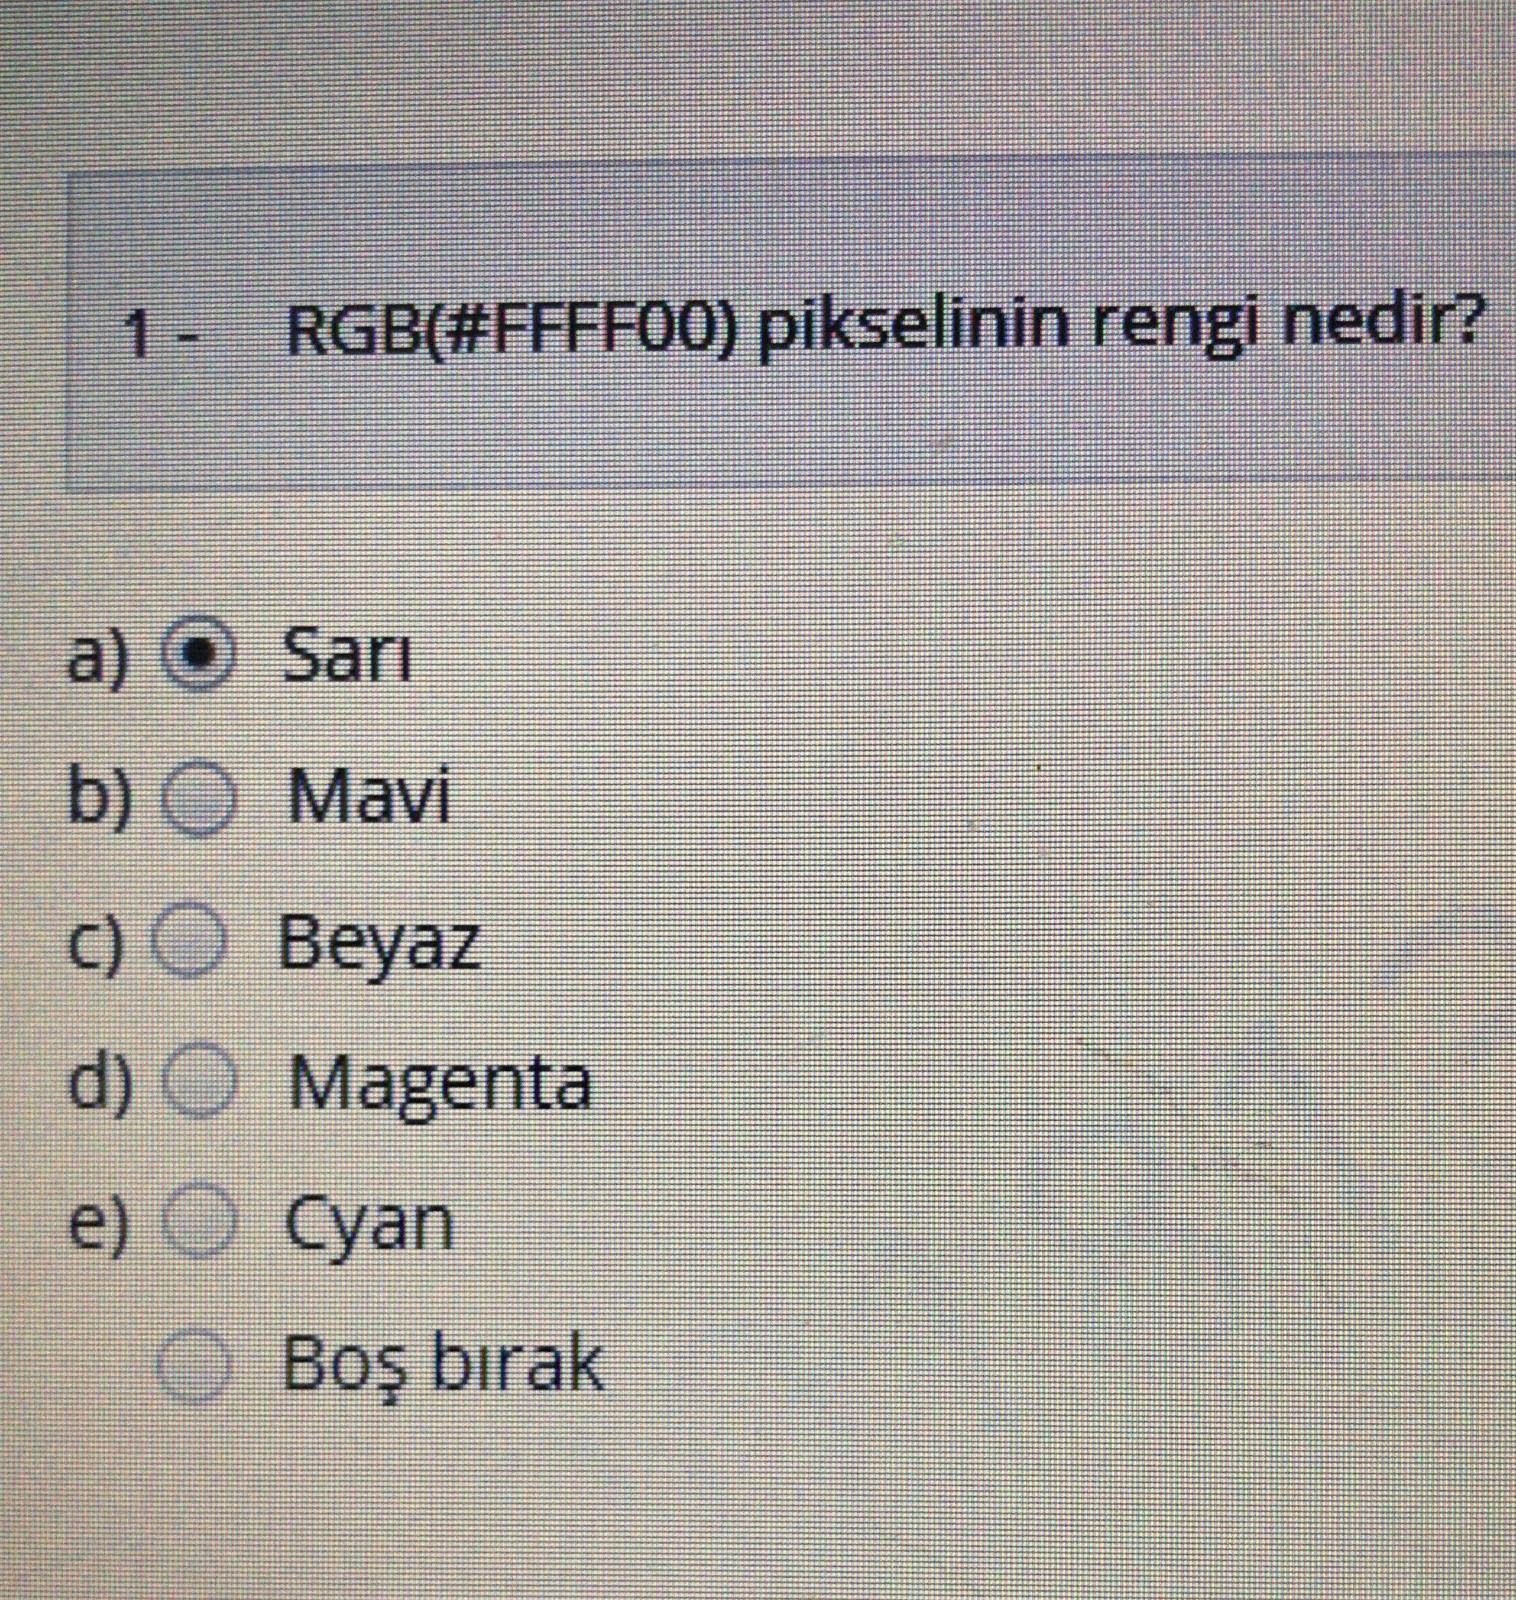 1 - RGB(#FFFF00) pikselinin rengi nedir?
a) Sarı
b) Mavi
c) Beyaz
d) Magenta
e) Cyan
Boş bırak